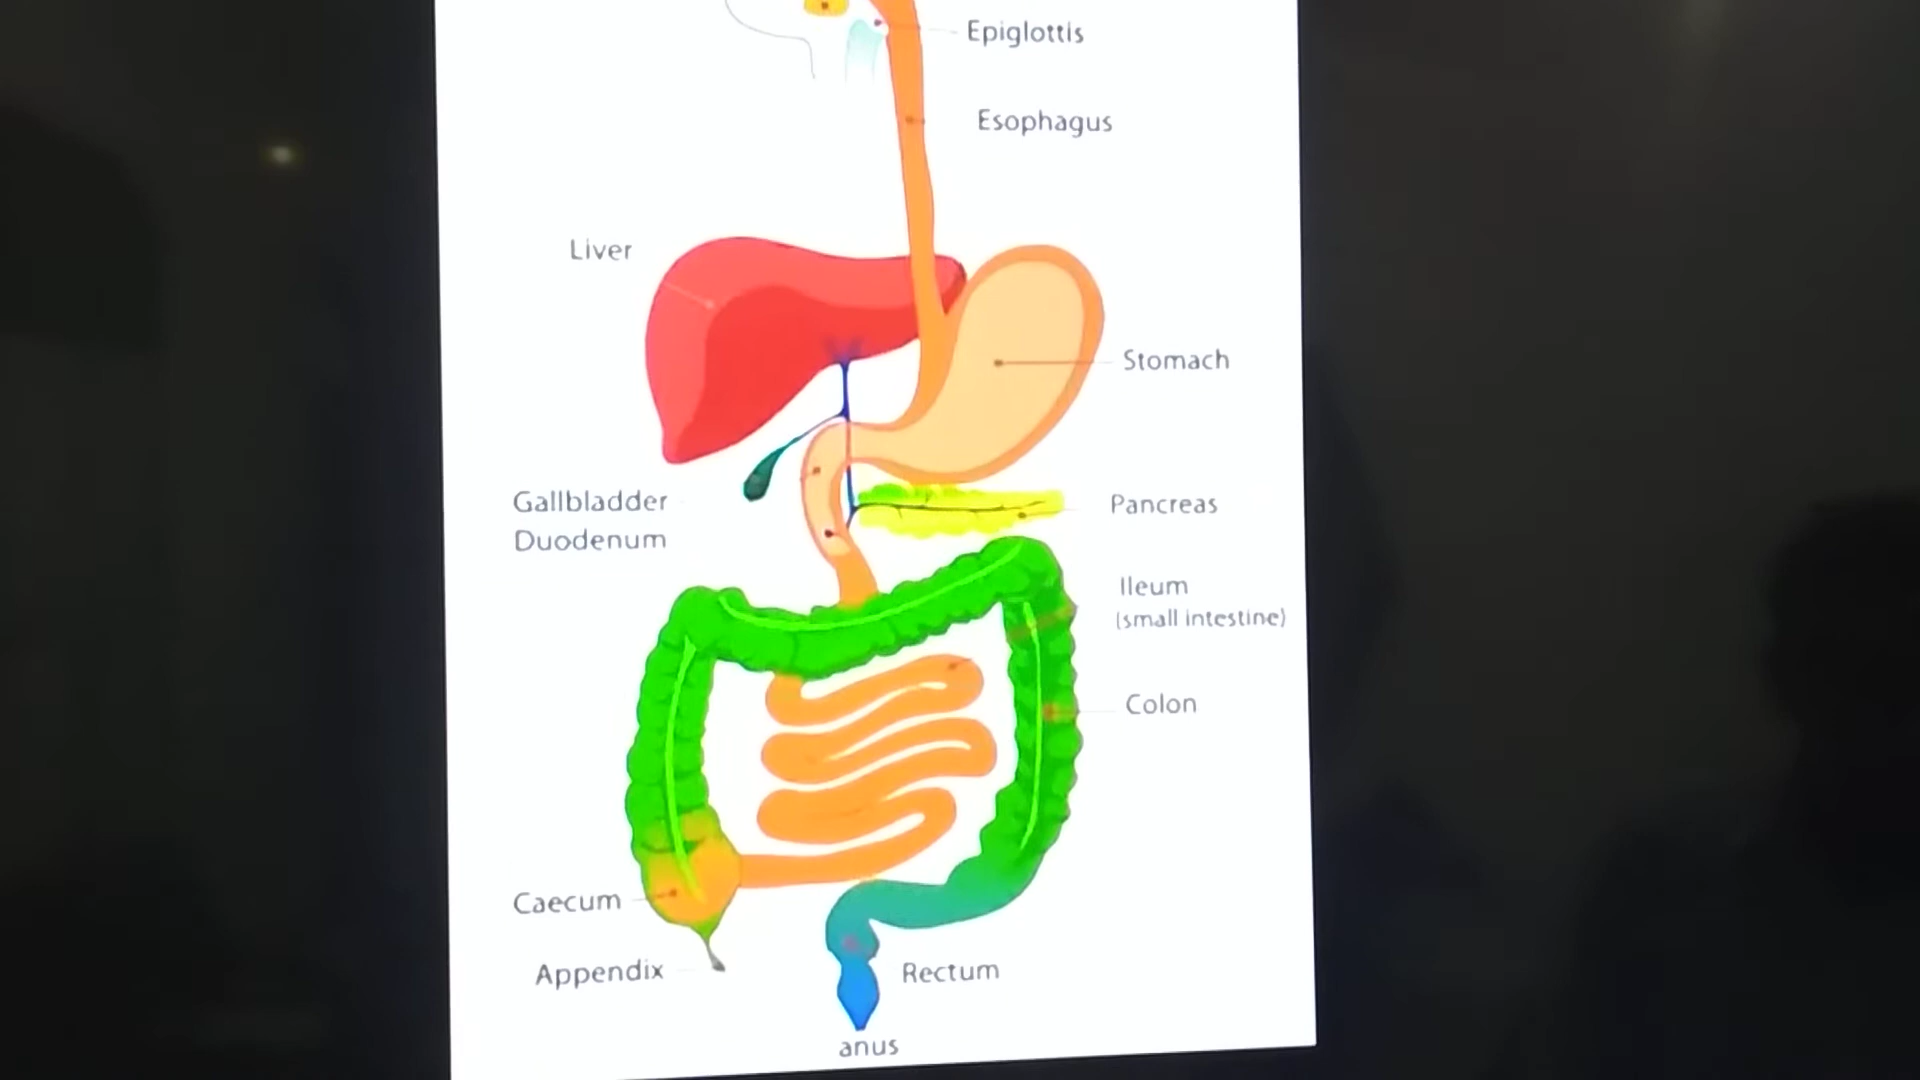 Epiglottis
Esophagus
Liver
Stomach
Gallbladder
Duodenum
Pancreas
Ileum
(small intestine)
Colon
Caecum
Appendix
Rectum
anus